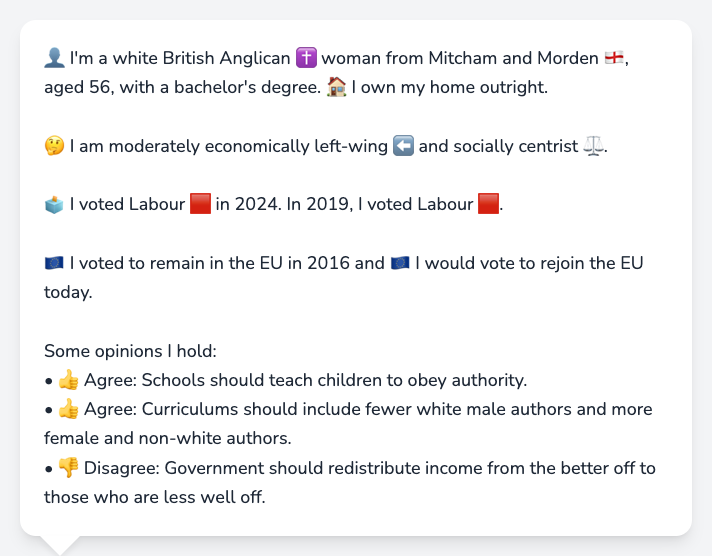 👤 I'm a white British Anglican ✝️ woman from Mitcham and Morden 🏴󠁧󠁢󠁥󠁮󠁧󠁿,
aged 56, with a bachelor's degree. 🏠 I own my home outright.
🤔 I am moderately economically left-wing ⬅️ and socially centrist ⚖️.
🗳️ I voted Labour 🟥 in 2024. In 2019, I voted Labour 🟥.
🇪🇺 I voted to remain in the EU in 2016 and 🇪🇺 I would vote to rejoin the EU
today.
Some opinions I hold:
• 👍 Agree: Schools should teach children to obey authority.
• 👍 Agree: Curriculums should include fewer white male authors and more
female and non-white authors.
• 👎 Disagree: Government should redistribute income from the better off to
those who are less well off.